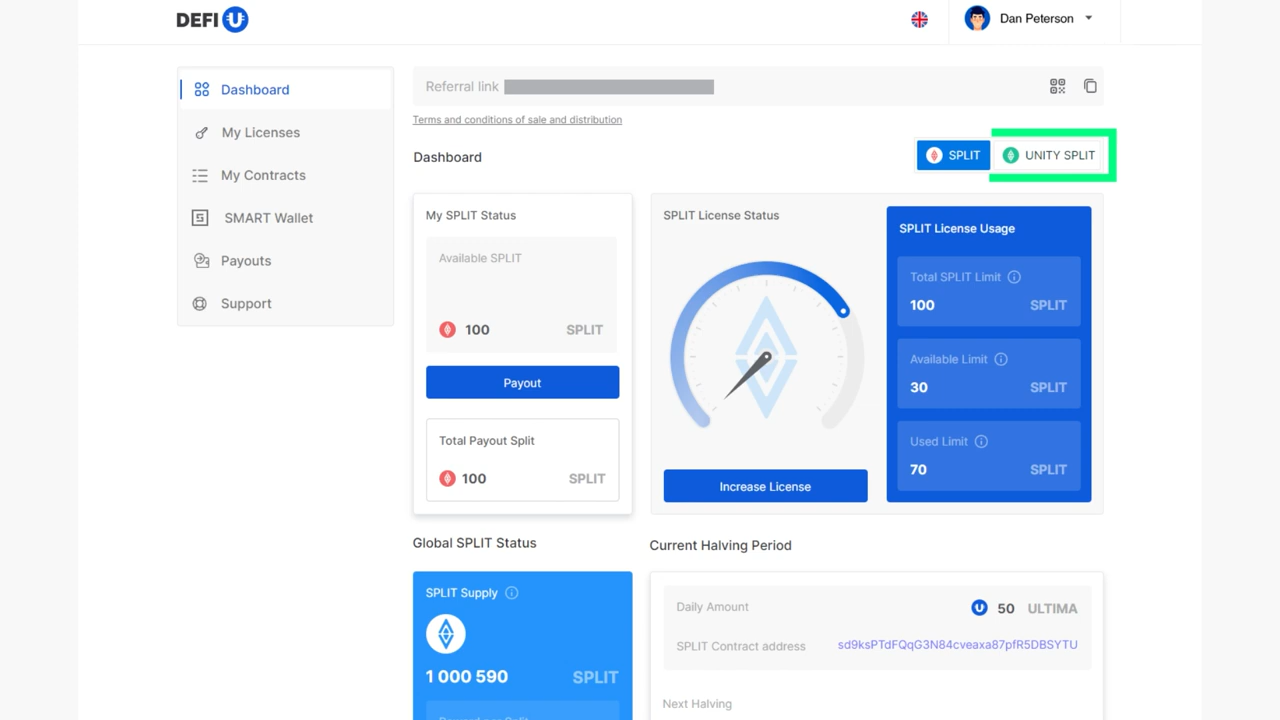 DEFI U
Dan Peterson
Dashboard
My Licenses
My Contracts
SMART Wallet
Payouts
Support
Referral link
Terms and conditions of sale and distribution
Dashboard
SPLIT
UNITY SPLIT
My SPLIT Status
Available SPLIT
100 SPLIT
Payout
Total Payout Split
100 SPLIT
SPLIT License Status
Increase License
SPLIT License Usage
Total SPLIT Limit
100 SPLIT
Available Limit
30 SPLIT
Used Limit
70 SPLIT
Global SPLIT Status
SPLIT Supply
1 000 590 SPLIT
Current Halving Period
Daily Amount
50 ULTIMA
SPLIT Contract address
sd9ksPTdFQqG3N84cveaxa87pfR5DBSYTU
Next Halving